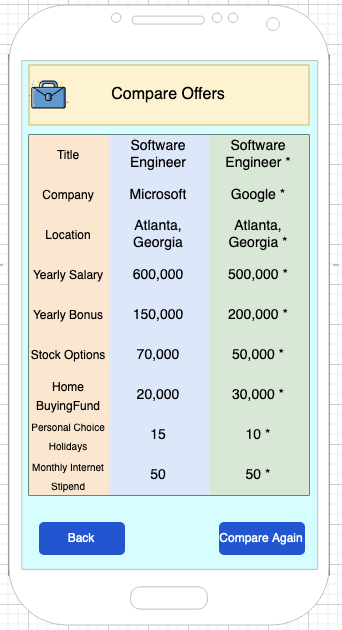 Compare Offers
Title
Software
Engineer
Software
Engineer *
Company
Microsoft
Google *
Location
Atlanta,
Georgia
Atlanta,
Georgia *
Yearly Salary
600,000
500,000 *
Yearly Bonus
150,000
200,000 *
Stock Options
70,000
50,000 *
Home
BuyingFund
20,000
30,000 *
Personal Choice
Holidays
15
10 *
Monthly Internet
Stipend
50
50 *
Back
Compare Again